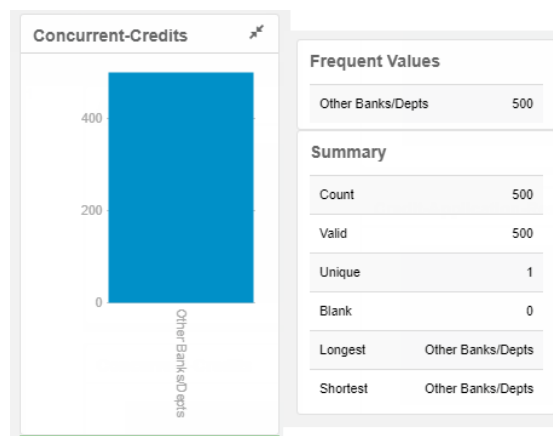 Concurrent-Credits
400
200
0
Other Banks/Depts
Frequent Values
Other Banks/Depts 500
Summary
Count 500
Valid 500
Unique 1
Blank 0
Longest Other Banks/Depts
Shortest Other Banks/Depts